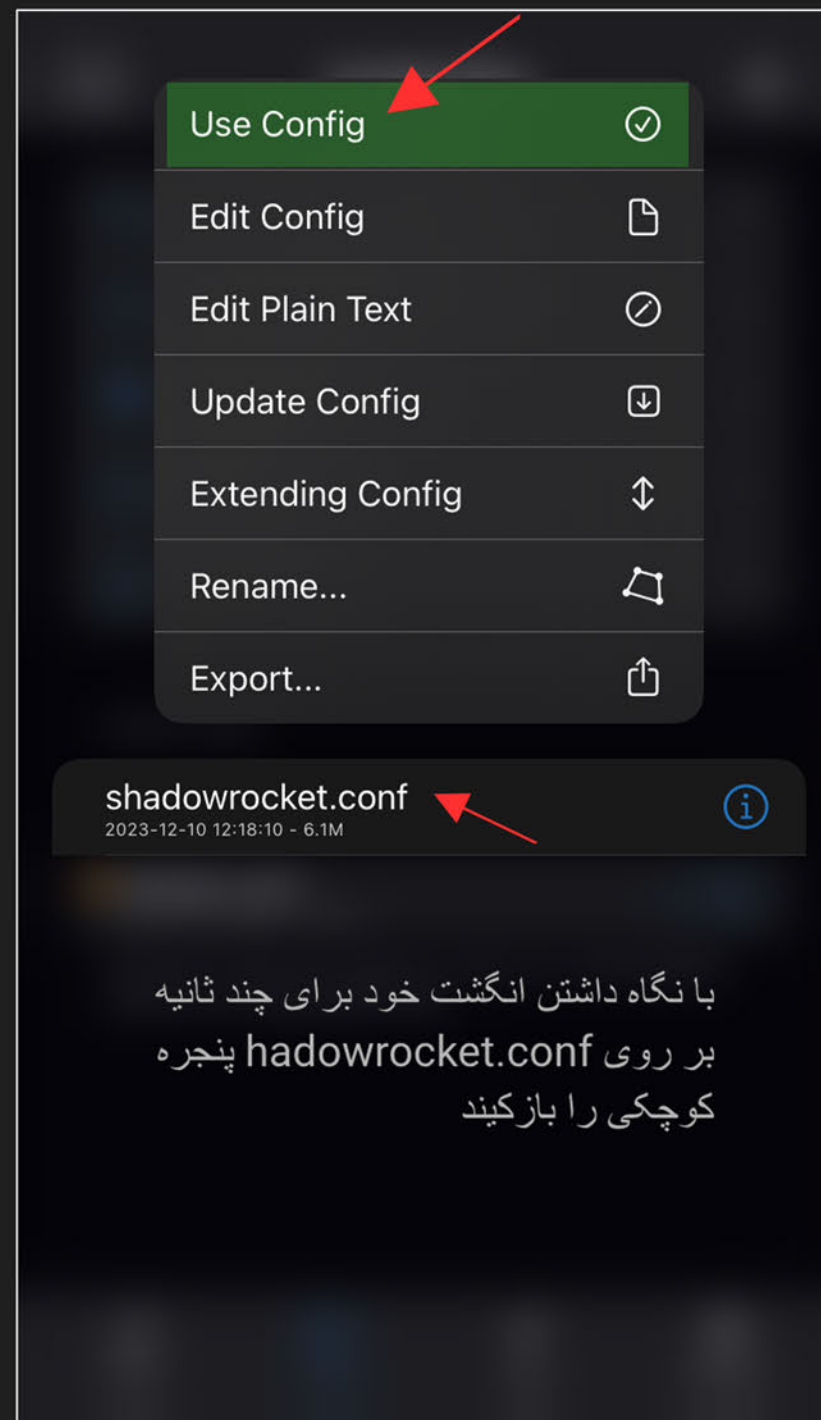 Use Config
Edit Config
Edit Plain Text
Update Config
Extending Config
Rename...
Export...
shadowrocket.conf
2023-12-10 12:18:10 - 6.1M
با نگاه داشتن انگشت خود برای چند ثانیه
بر روی hadowrocket.conf پنجره
کوچکی را بازکیند